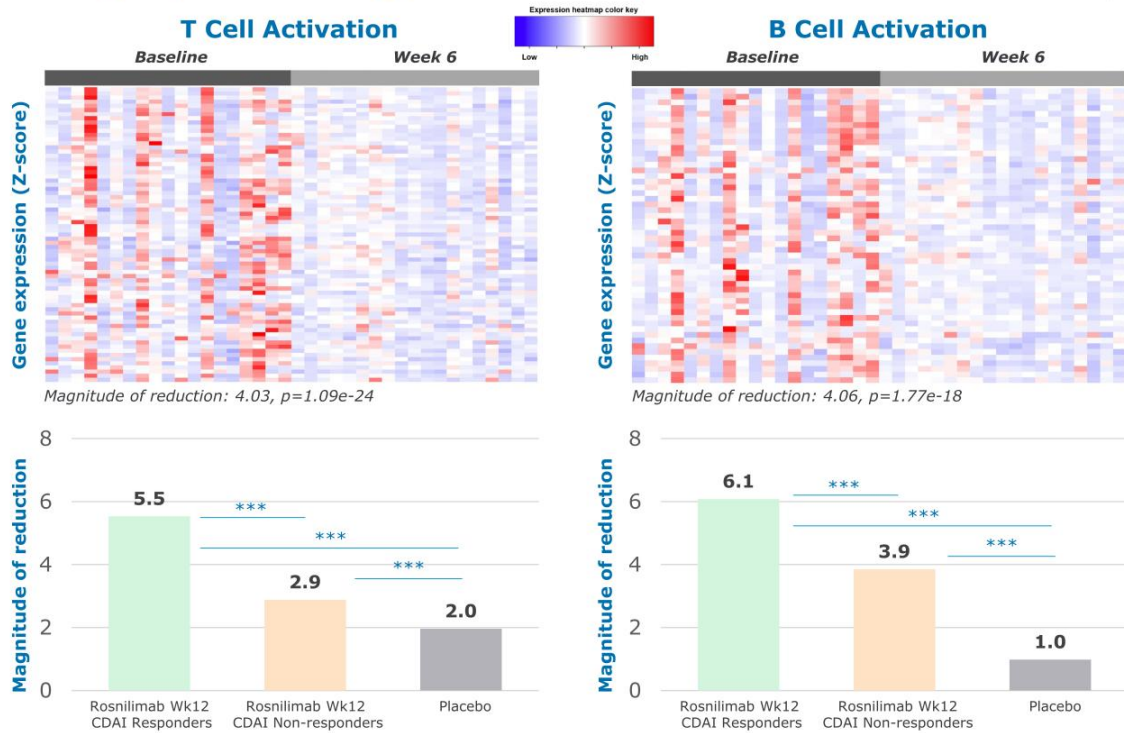 Expression heatmap color key
Low
High
T Cell Activation
Baseline
Week 6
Gene expression (Z-score)
Magnitude of reduction: 4.03, p=1.09e-24
B Cell Activation
Baseline
Week 6
Gene expression (Z-score)
Magnitude of reduction: 4.06, p=1.77e-18
Magnitude of reduction
8
6
4
2
0
5.5
***
***
2.9
***
2.0
Rosnilimab Wk12
CDAI Responders
Rosnilimab Wk12
CDAI Non-responders
Placebo
Magnitude of reduction
8
6
4
2
0
6.1
***
***
3.9
***
1.0
Rosnilimab Wk12
CDAI Responders
Rosnilimab Wk12
CDAI Non-responders
Placebo